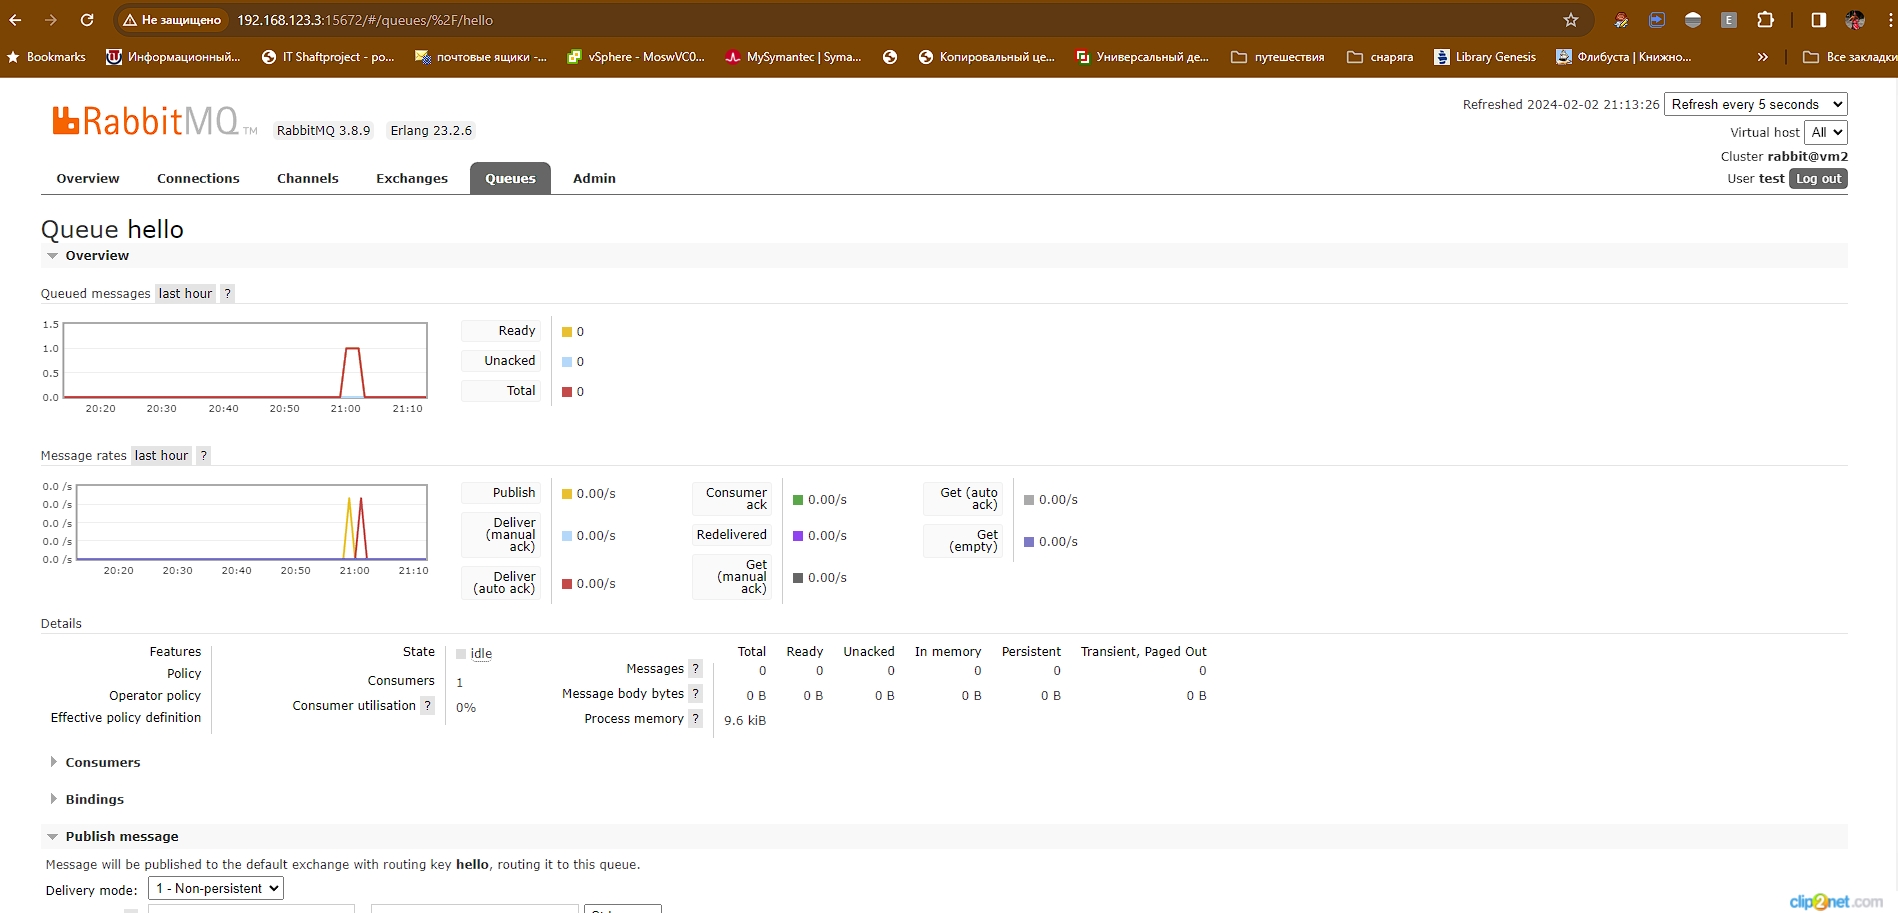 Не защищено 192.168.123.3:15672/#/queues/%2F/hello
Bookmarks Информационный... IT Shaftproject - po... почтовые ящики -... vSphere - MoswVC0... MySymantec | Syma... Копировальный це... Универсальный де... путешествия снаряга Library Genesis Флибуста | Книжно... » Все закладки
RabbitMQ TM RabbitMQ 3.8.9 Erlang 23.2.6
Refreshed 2024-02-02 21:13:26 Refresh every 5 seconds
Virtual host All
Cluster rabbit@vm2
User test Log out
Overview Connections Channels Exchanges Queues Admin
Queue hello
Overview
Queued messages last hour ?
1.5
1.0
0.5
0.0
20:20 20:30 20:40 20:50 21:00 21:10
Ready 0
Unacked 0
Total 0
Message rates last hour ?
0.0 /s
0.0 /s
0.0 /s
0.0 /s
0.0 /s
20:20 20:30 20:40 20:50 21:00 21:10
Publish 0.00/s
Deliver (manual ack) 0.00/s
Deliver (auto ack) 0.00/s
Consumer ack 0.00/s
Redelivered 0.00/s
Get (manual ack) 0.00/s
Get (auto ack) 0.00/s
Get (empty) 0.00/s
Details
Features
Policy
Operator policy
Effective policy definition
State idle
Consumers 1
Consumer utilisation ? 0%
Total Ready Unacked In memory Persistent Transient, Paged Out
Messages ? 0 0 0 0 0 0
Message body bytes ? 0 B 0 B 0 B 0 B 0 B 0 B
Process memory ? 9.6 kiB
Consumers
Bindings
Publish message
Message will be published to the default exchange with routing key hello, routing it to this queue.
Delivery mode: 1 - Non-persistent
clip2net.com